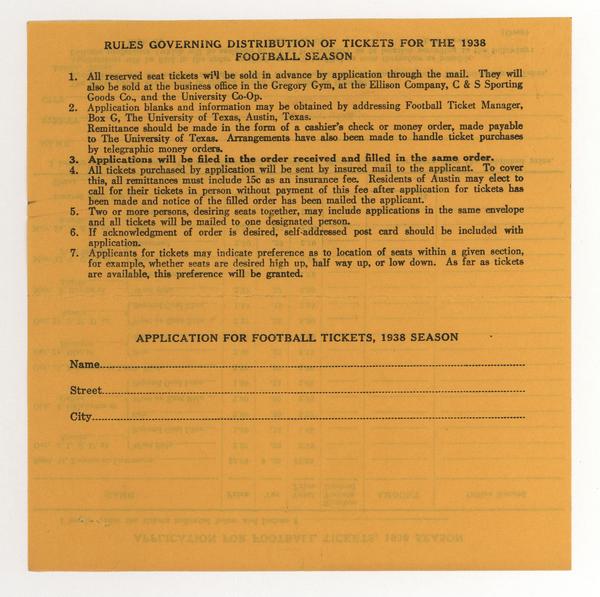 RULES GOVERNING DISTRIBUTION OF TICKETS FOR THE 1938
FOOTBALL SEASON
1. All reserved seat tickets will be sold in advance by application through the mail. They will
also be sold at the business office in the Gregory Gym, at the Ellison Company, C & S Sporting
Goods Co., and the University Co-Op.
2. Application blanks and information may be obtained by addressing Football Ticket Manager,
Box G, The University of Texas, Austin, Texas.
Remittance should be made in the form of a cashier's check or money order, made payable
to The University of Texas. Arrangements have also been made to handle ticket purchases
by telegraphic money orders.
3. Applications will be filed in the order received and filled in the same order.
4. All tickets purchased by application will be sent by insured mail to the applicant. To cover
this, all remittances must include 15c as an insurance fee. Residents of Austin may elect to
call for their tickets in person without payment of this fee after application for tickets has
been made and notice of the filled order has been mailed the applicant.
5. Two or more persons, desiring seats together, may include applications in the same envelope
and all tickets will be mailed to one designated person.
6. If acknowledgment of order is desired, self-addressed post card should be included with
application.
7. Applicants for tickets may indicate preference as to location of seats within a given section,
for example, whether seats are desired high up, half way up, or low down. As far as tickets
are available, this preference will be granted.
APPLICATION FOR FOOTBALL TICKETS, 1938 SEASON
Name
Street
City